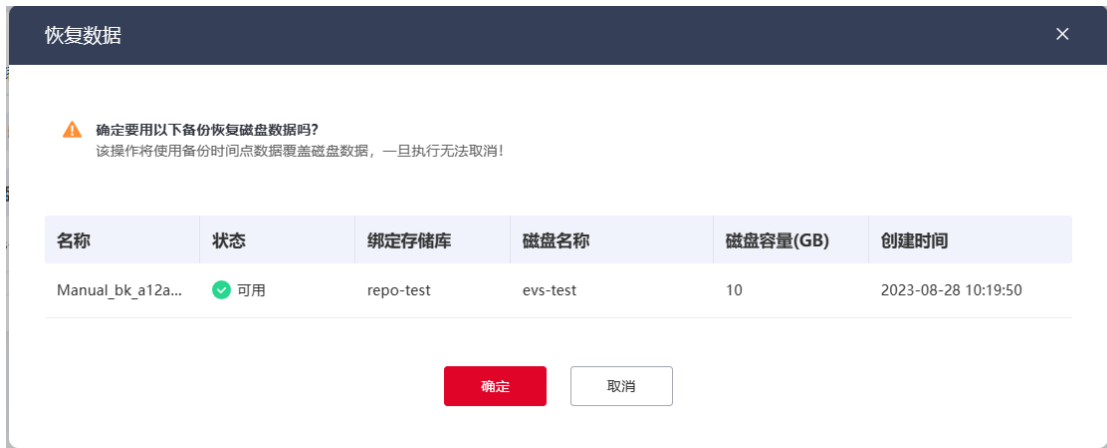 恢复数据
确定要用以下备份恢复磁盘数据吗?
该操作将使用备份时间点数据覆盖磁盘数据，一旦执行无法取消!
名称 状态 绑定存储库 磁盘名称 磁盘容量(GB) 创建时间
Manual_bk_a12a... 可用 repo-test evs-test 10 2023-08-28 10:19:50
确定 取消